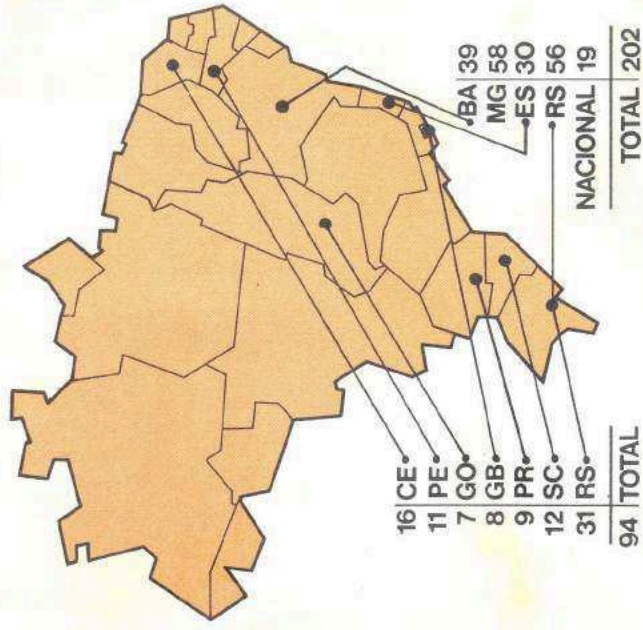 16 CE
11 PE
7 GO
8 GB
9 PR
12 SC
31 RS
94 TOTAL
BA 39
MG 58
ES 30
RS 56
NACIONAL 19
TOTAL 202